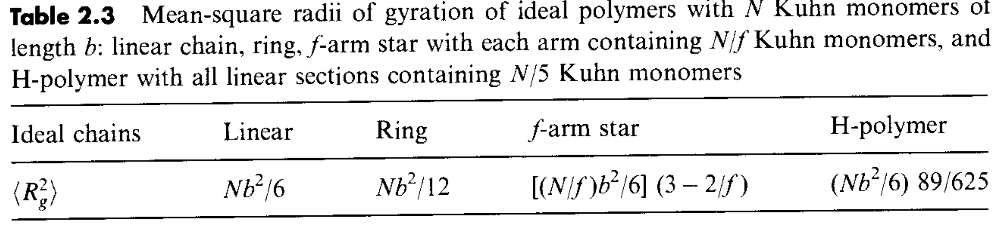 Table 2.3 Mean-square radii of gyration of ideal polymers with N Kuhn monomers of
length b: linear chain, ring, f-arm star with each arm containing N/f Kuhn monomers, and
H-polymer with all linear sections containing N/5 Kuhn monomers
Ideal chains Linear Ring f-arm star H-polymer
⟨R_g^2⟩ Nb^2/6 Nb^2/12 [(N/f)b^2/6] (3 – 2/f) (Nb^2/6) 89/625